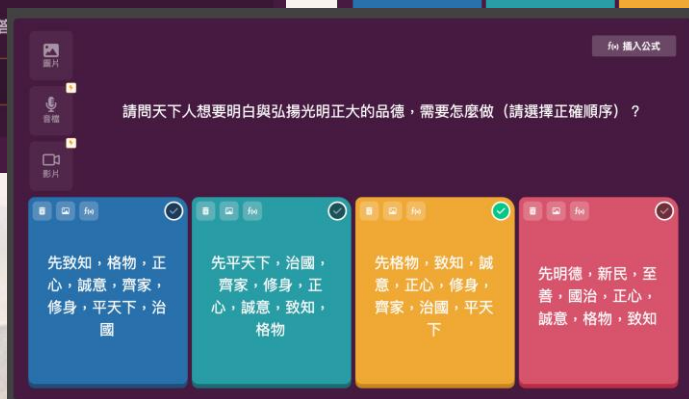 圖片
音檔
影片
f(x) 插入公式
請問天下人想要明白與弘揚光明正大的品德，需要怎麼做（請選擇正確順序）？
f(x)
先致知，格物，正
心，誠意，齊家，
修身，平天下，治
國
f(x)
先平天下，治國，
齊家，修身，正
心，誠意，致知，
格物
f(x)
先格物，致知，誠
意，正心，修身，
齊家，治國，平天
下
f(x)
先明德，新民，至
善，國治，正心，
誠意，格物，致知